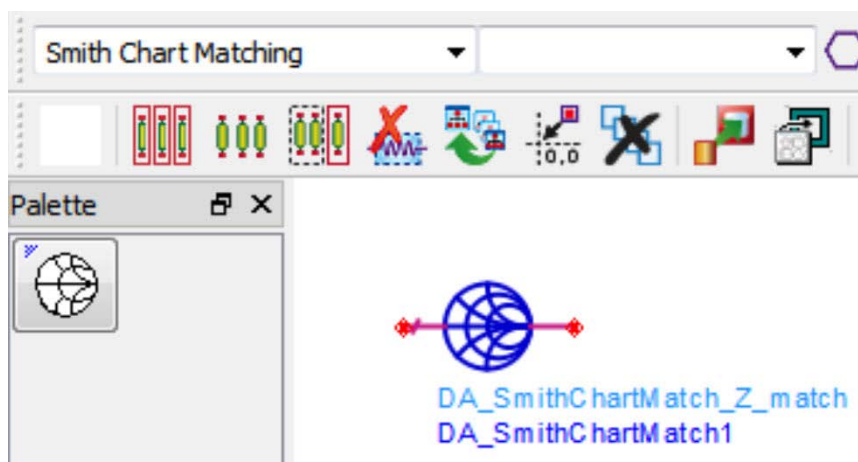 Smith Chart Matching
0,0
Palette
DA_SmithChartMatch_Z_match
DA_SmithChartMatch1